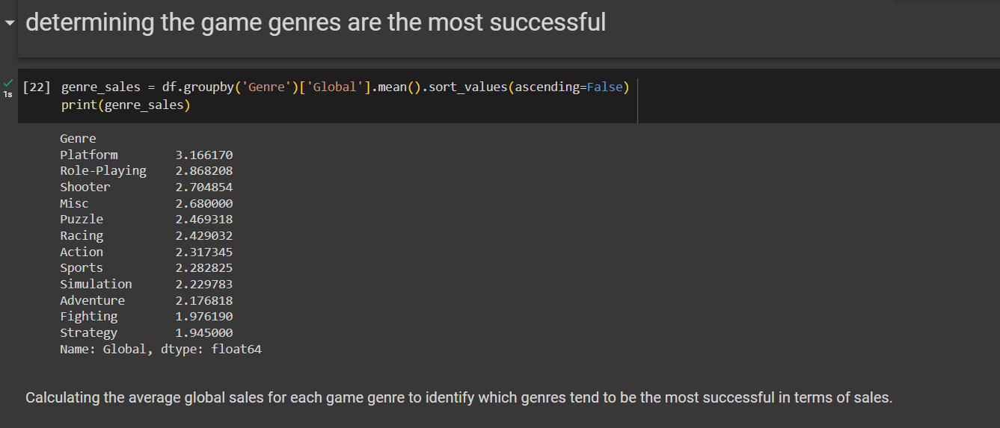 determining the game genres are the most successful
[22] genre_sales = df.groupby('Genre')['Global'].mean().sort_values(ascending=False)
1s
print(genre_sales)
Genre
Platform 3.166170
Role-Playing 2.868208
Shooter 2.704854
Misc 2.680000
Puzzle 2.469318
Racing 2.429032
Action 2.317345
Sports 2.282825
Simulation 2.229783
Adventure 2.176818
Fighting 1.976190
Strategy 1.945000
Name: Global, dtype: float64
Calculating the average global sales for each game genre to identify which genres tend to be the most successful in terms of sales.